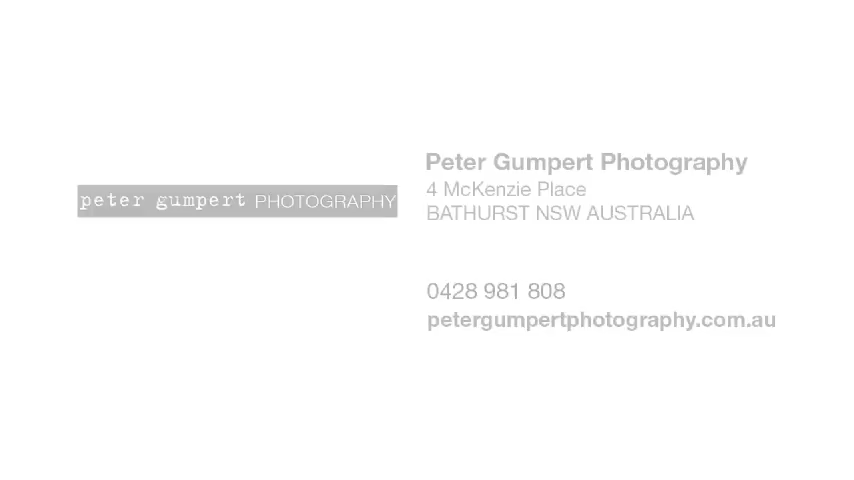 peter gumpert PHOTOGRAPHY
Peter Gumpert Photography
4 McKenzie Place
BATHURST NSW AUSTRALIA
0428 981 808
petergumpertphotography.com.au